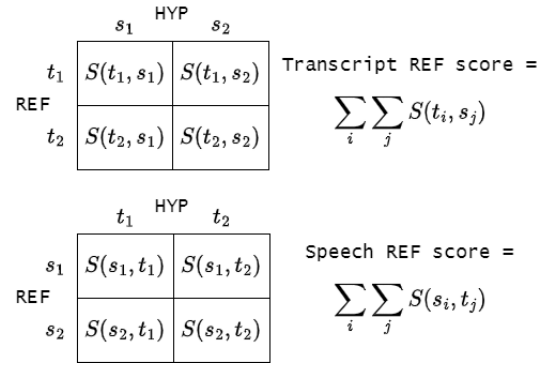 HYP
s₁ s₂
t₁ S(t₁, s₁) S(t₁, s₂)
REF
t₂ S(t₂, s₁) S(t₂, s₂)
Transcript REF score =
∑ᵢ ∑ⱼ S(tᵢ, sⱼ)
HYP
t₁ t₂
s₁ S(s₁, t₁) S(s₁, t₂)
REF
s₂ S(s₂, t₁) S(s₂, t₂)
Speech REF score =
∑ᵢ ∑ⱼ S(sᵢ, tⱼ)